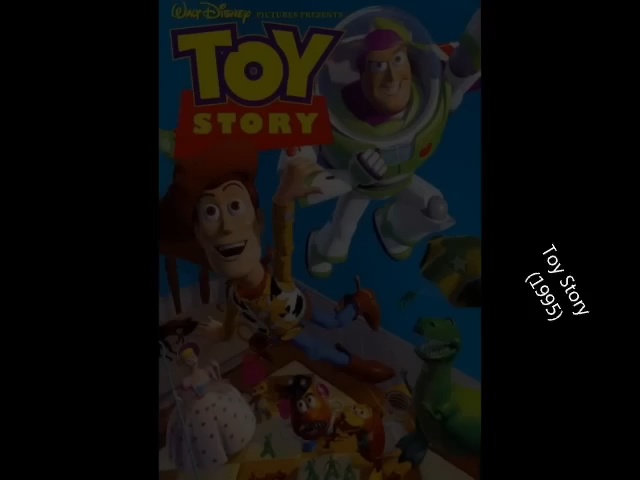 WALT DISNEY PICTURES PRESENTS
TOY
STORY
Toy Story
(1995)